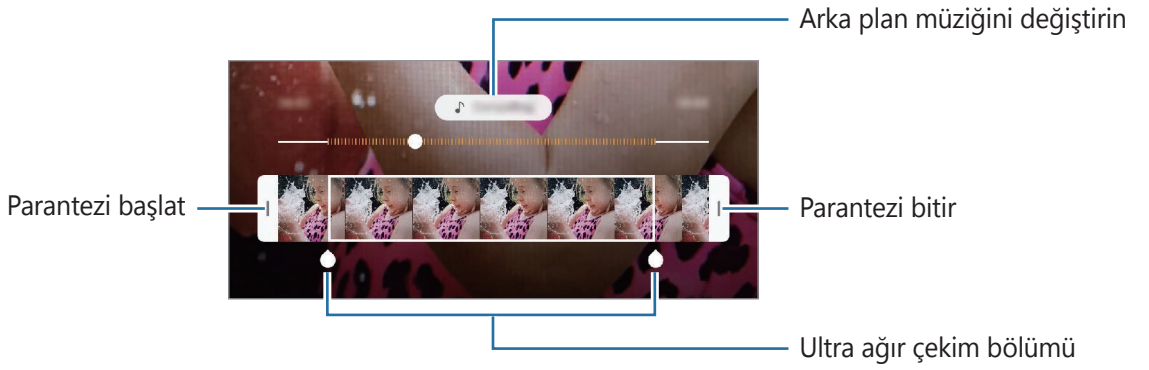 Arka plan müziğini değiştirin
Parantezi başlat
Parantezi bitir
Ultra ağır çekim bölümü